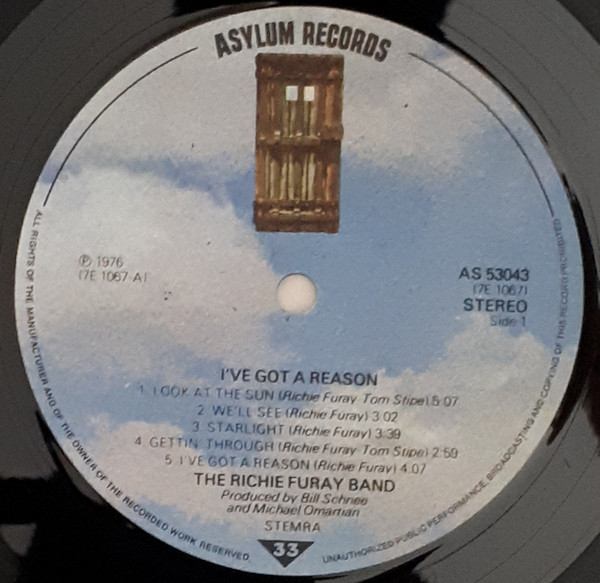 ASYLUM RECORDS
℗ 1976
(7E 1067 A)
AS 53043
(7E 1067)
STEREO
Side 1
I'VE GOT A REASON
1. LOOK AT THE SUN (Richie Furay Tom Stipe) 5:07
2. WE'LL SEE (Richie Furay) 3:02
3. STARLIGHT (Richie Furay) 3:39
4. GETTIN' THROUGH (Richie Furay Tom Stipe) 2:59
5. I'VE GOT A REASON (Richie Furay) 4:07
THE RICHIE FURAY BAND
Produced by Bill Schnee
and Michael Omartian
STEMRA
33
ALL RIGHTS OF THE MANUFACTURER AND OF THE OWNER OF THE RECORDED WORK RESERVED
UNAUTHORIZED PUBLIC PERFORMANCE, BROADCASTING AND COPYING OF THIS RECORD PROHIBITED